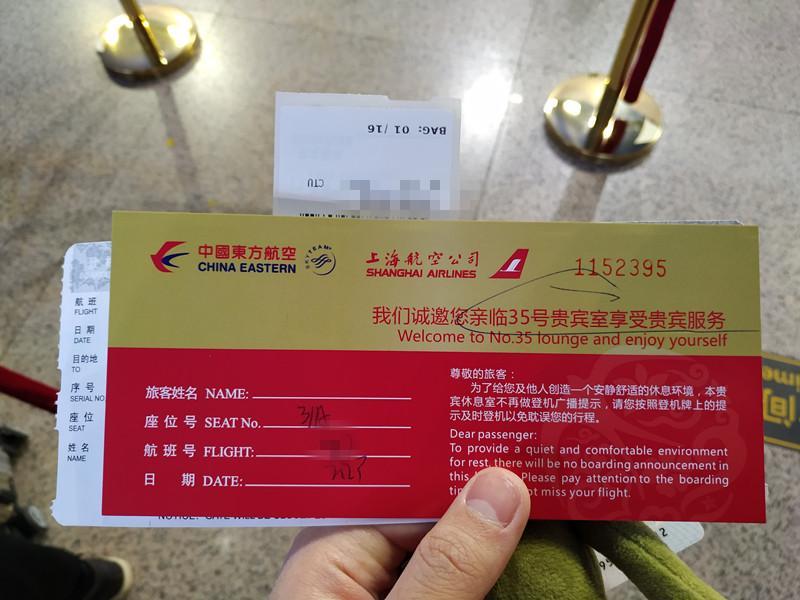 BAG: 01/16
CTU
中國東方航空
CHINA EASTERN
SKYTEAM
上海航空公司
SHANGHAI AIRLINES
1152395
我们诚邀您亲临35号贵宾室享受贵宾服务
Welcome to No.35 lounge and enjoy yourself
航 班
FLIGHT
日 期
DATE
目的地
TO
序 号
SERIAL NO
座 位
SEAT
姓 名
NAME
旅客姓名 NAME:
座 位 号 SEAT No. 31A
航 班 号 FLIGHT:
日 期 DATE:
尊敬的旅客：
为了给您及他人创造一个安静舒适的休息环境，本贵
宾休息室不再做登机广播提示，请您按照登机牌上的提
示及时登机以免耽误您的行程。
Dear passenger:
To provide a quiet and comfortable environment
for rest, there will be no boarding announcement in
this Please pay attention to the boarding
not miss your flight.